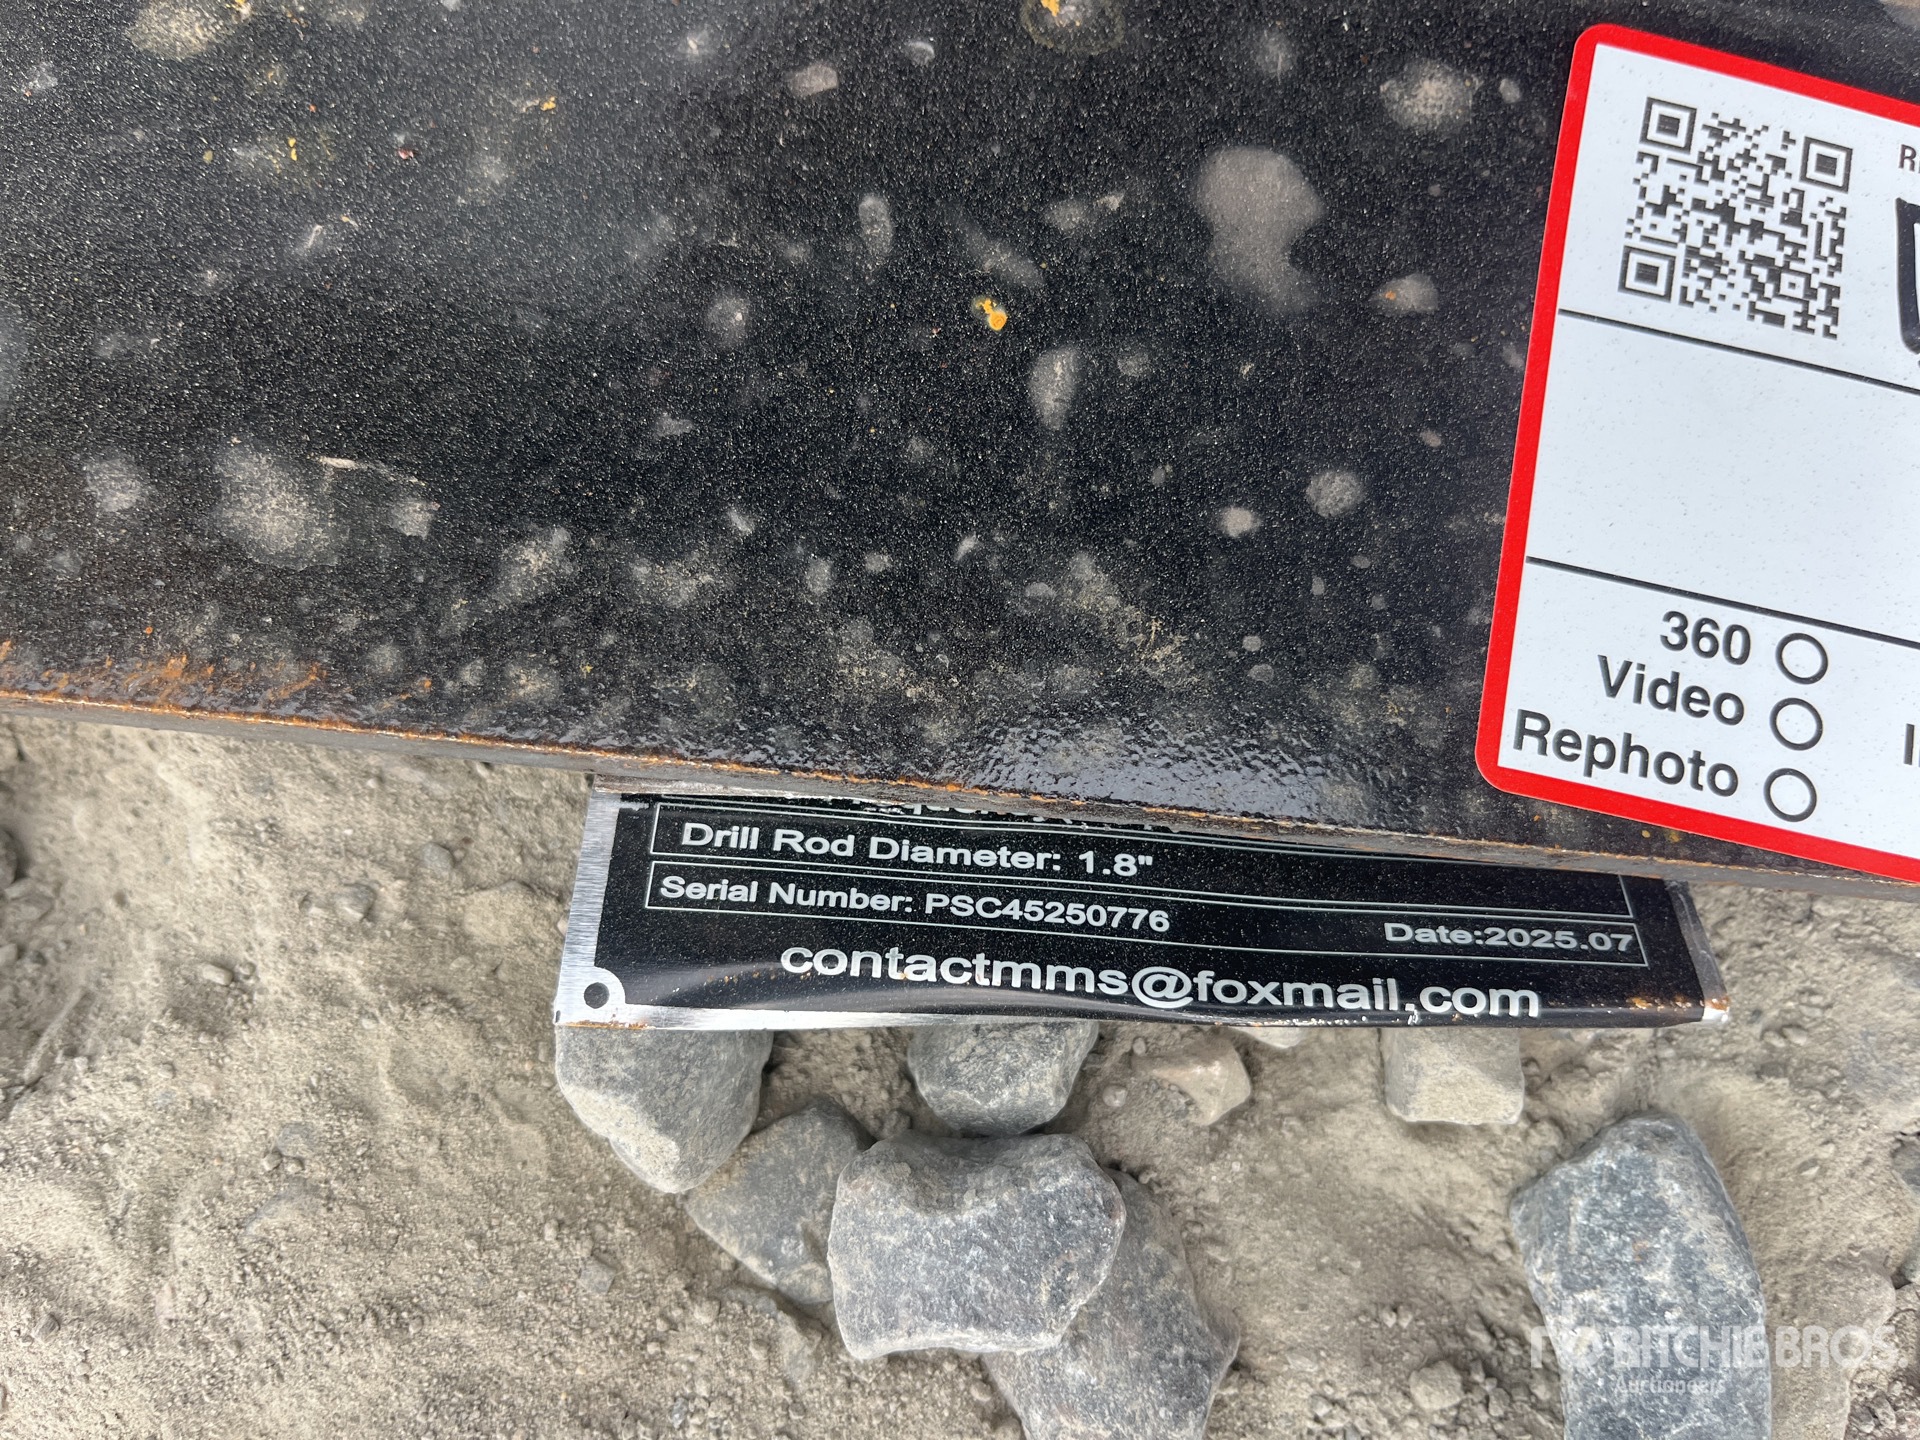 360
Video
Rephoto
Drill Rod Diameter: 1.8"
Serial Number: PSC45250776
Date:2025.07
contactmms@foxmail.com
RITCHIE BROS.
Auctioneers